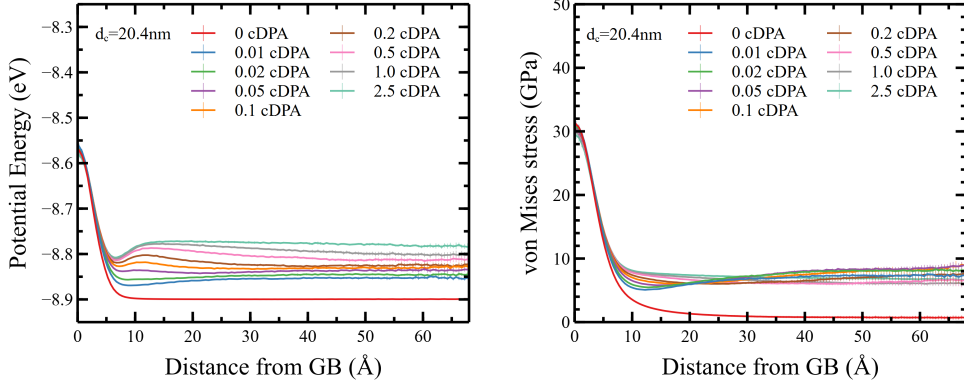 d_c=20.4nm
0 cDPA
0.01 cDPA
0.02 cDPA
0.05 cDPA
0.1 cDPA
0.2 cDPA
0.5 cDPA
1.0 cDPA
2.5 cDPA
Potential Energy (eV)
−8.3
−8.4
−8.5
−8.6
−8.7
−8.8
−8.9
0 10 20 30 40 50 60
Distance from GB (Å)
d_c=20.4nm
0 cDPA
0.01 cDPA
0.02 cDPA
0.05 cDPA
0.1 cDPA
0.2 cDPA
0.5 cDPA
1.0 cDPA
2.5 cDPA
von Mises stress (GPa)
50
40
30
20
10
0
0 10 20 30 40 50 60
Distance from GB (Å)